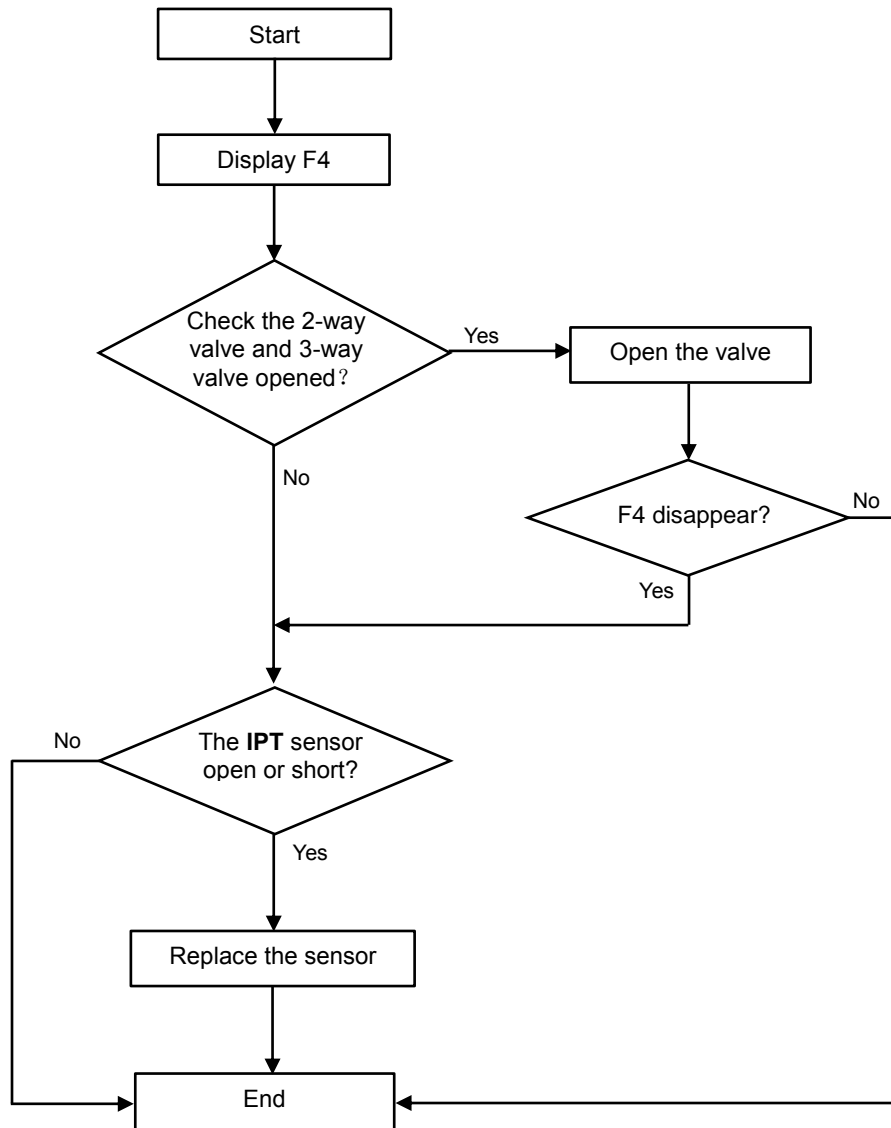 Start
Display F4
Check the 2-way
valve and 3-way
valve opened？
Yes
Open the valve
No
F4 disappear?
No
Yes
No
The IPT sensor
open or short?
Yes
Replace the sensor
End